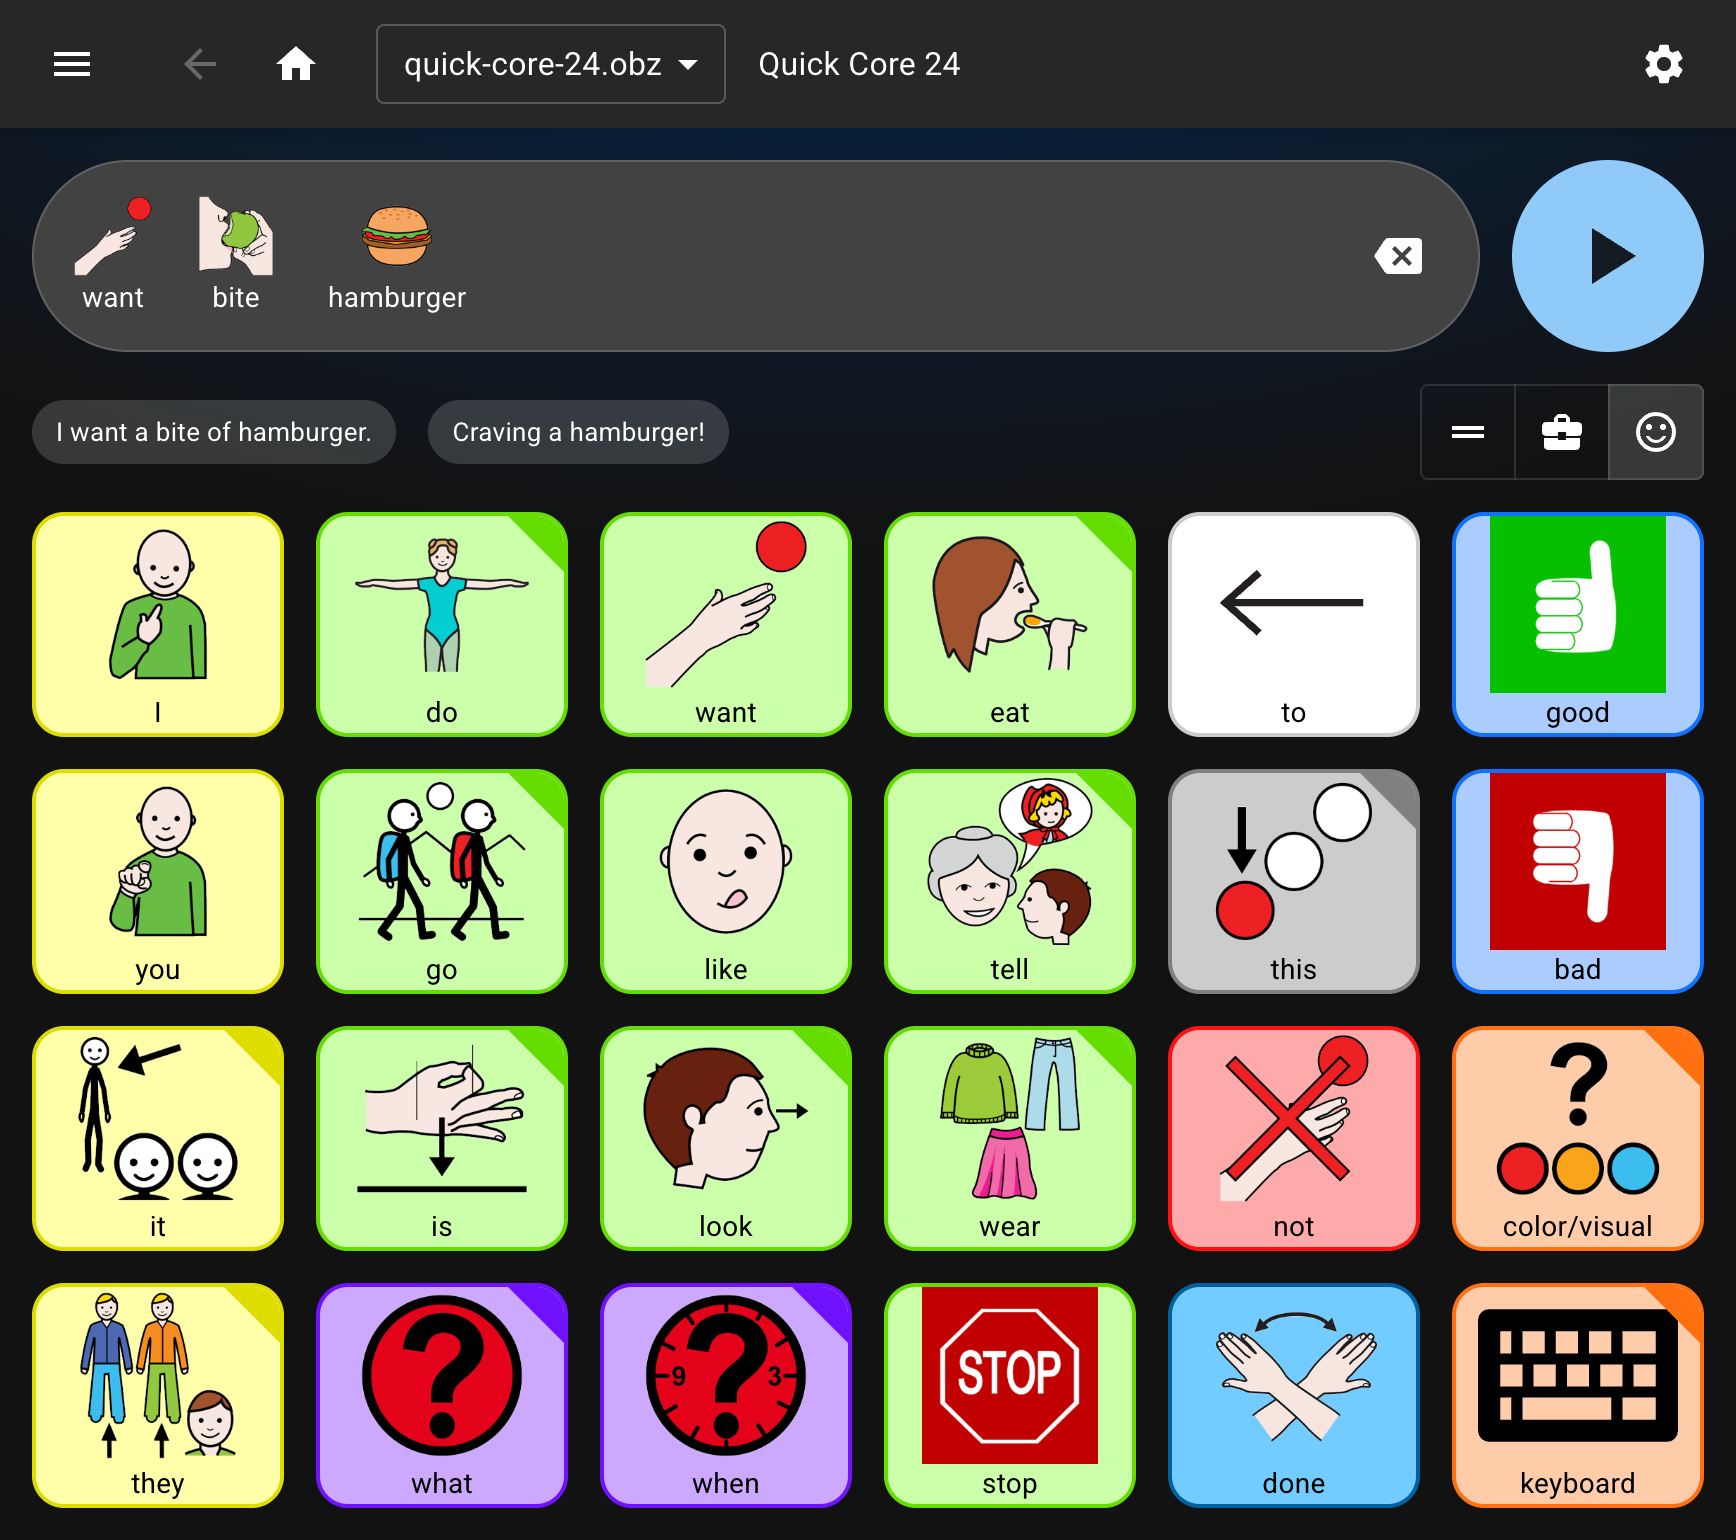 quick-core-24.obz Quick Core 24
want bite hamburger
I want a bite of hamburger. Craving a hamburger!
I do want eat to good
you go like tell this bad
it is look wear not color/visual
9 3
STOP
they what when stop done keyboard